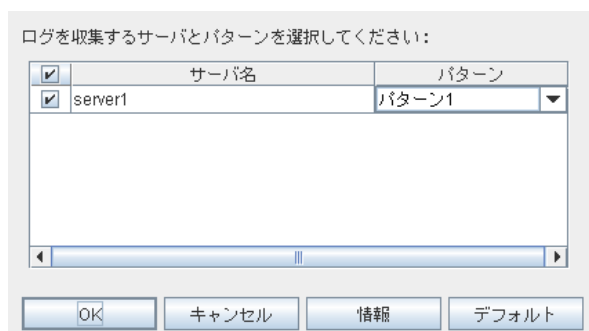 ログを収集するサーバとパターンを選択してください：
サーバ名 パターン
server1 パターン1
OK キャンセル 情報 デフォルト